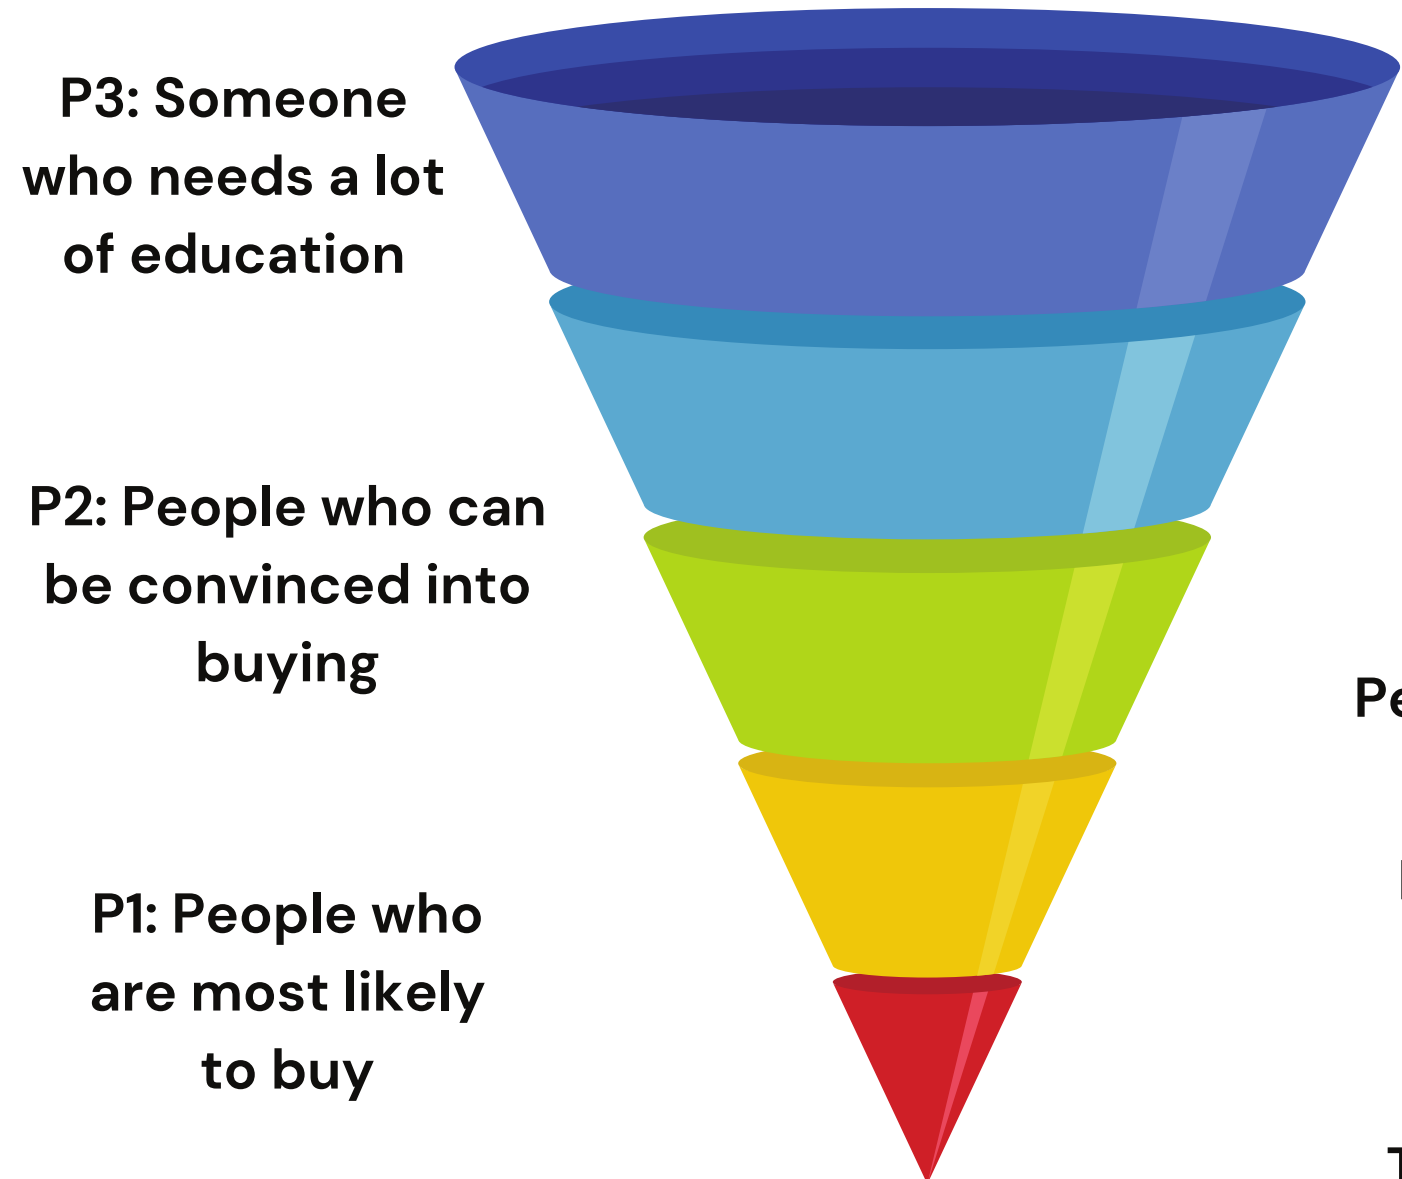 P3: Someone
who needs a lot
of education
P2: People who can
be convinced into
buying
P1: People who
are most likely
to buy